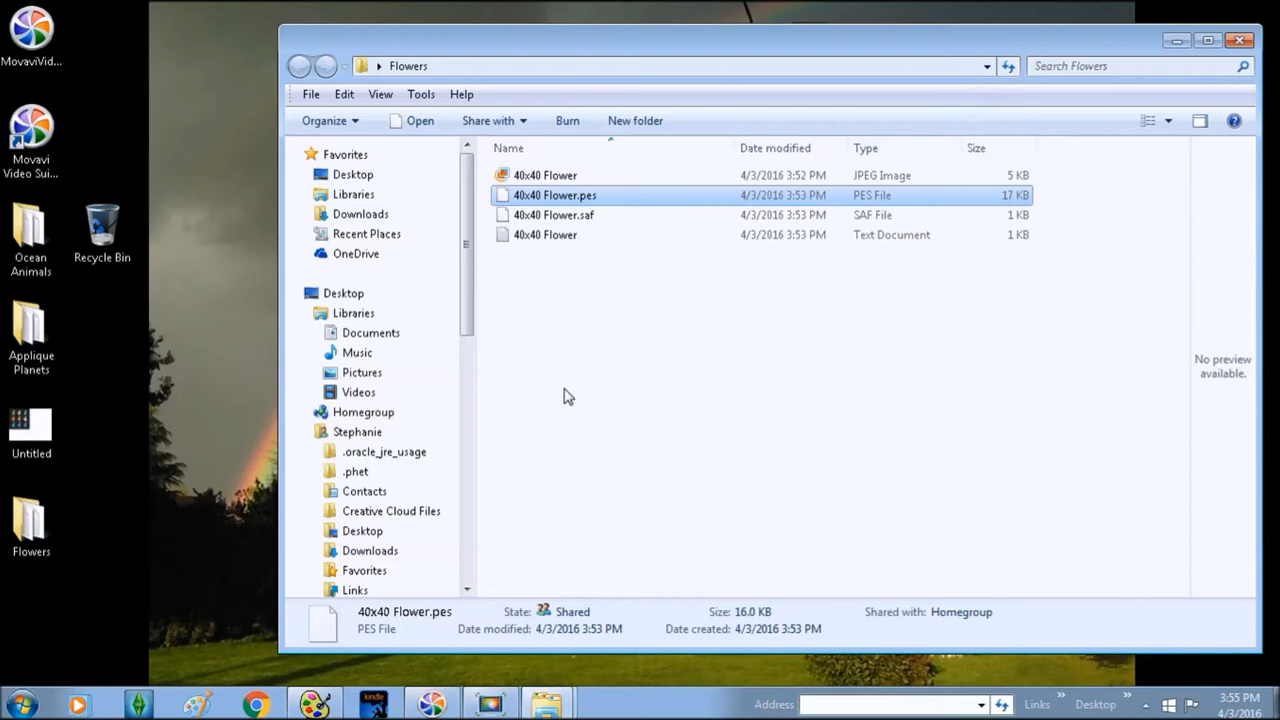 MovaviVid...
Movavi
Video Sui...
Ocean
Animals
Recycle Bin
Applique
Planets
Untitled
Flowers
Flowers
Search Flowers
File Edit View Tools Help
Organize Open Share with Burn New folder
Name Date modified Type Size
40x40 Flower 4/3/2016 3:52 PM JPEG Image 5 KB
40x40 Flower.pes 4/3/2016 3:53 PM PES File 17 KB
40x40 Flower.saf 4/3/2016 3:53 PM SAF File 1 KB
40x40 Flower 4/3/2016 3:53 PM Text Document 1 KB
Favorites
Desktop
Libraries
Downloads
Recent Places
OneDrive
Desktop
Libraries
Documents
Music
Pictures
Videos
Homegroup
Stephanie
.oracle_jre_usage
.phet
Contacts
Creative Cloud Files
Desktop
Downloads
Favorites
Links
No preview
available.
40x40 Flower.pes State: Shared Size: 16.0 KB Shared with: Homegroup
PES File Date modified: 4/3/2016 3:53 PM Date created: 4/3/2016 3:53 PM
kindle
Address Links » Desktop »
3:55 PM
4/3/2016